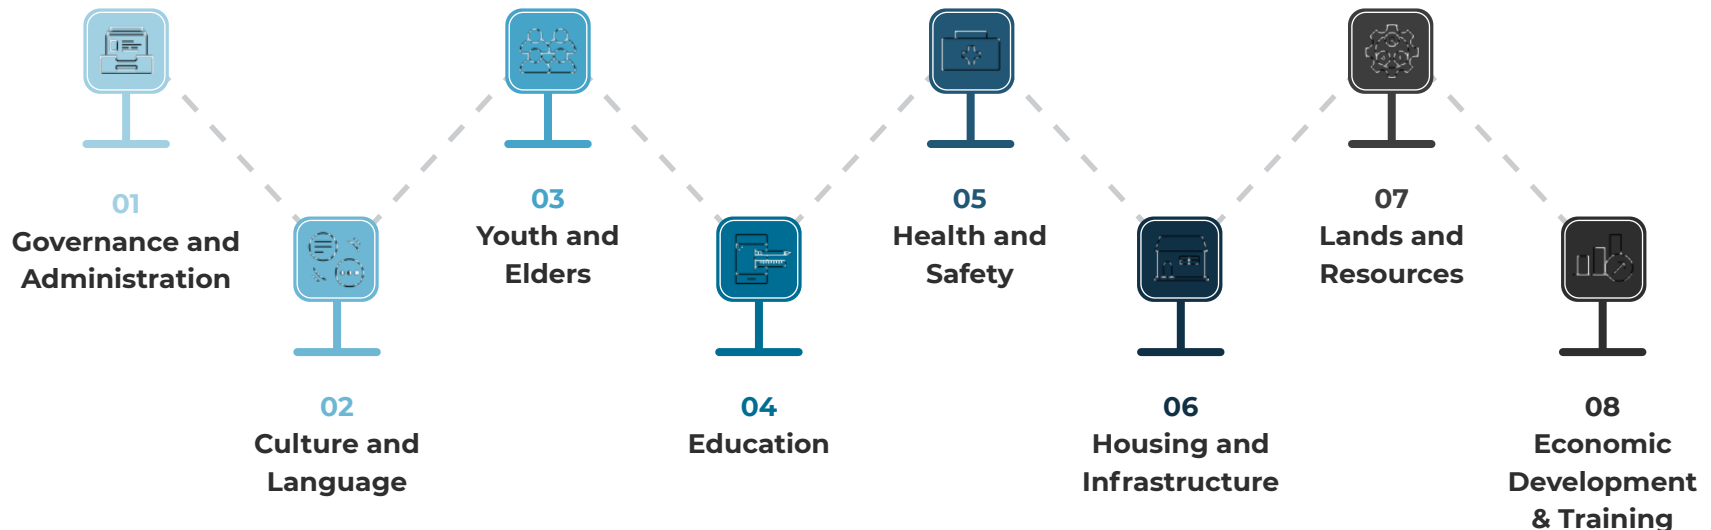 01
Governance and
Administration
02
Culture and
Language
03
Youth and
Elders
04
Education
05
Health and
Safety
06
Housing and
Infrastructure
07
Lands and
Resources
08
Economic
Development
& Training